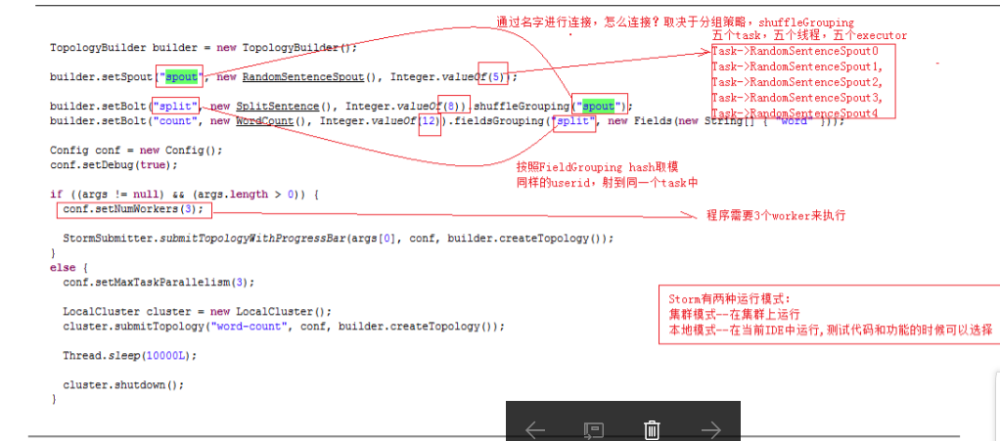 通过名字进行连接，怎么连接？取决于分组策略，shuffleGrouping
五个task，五个线程，五个executor
TopologyBuilder builder = new TopologyBuilder();
Task->RandomSentenceSpout0
builder.setSpout("spout", new RandomSentenceSpout(), Integer.valueOf(5));
Task->RandomSentenceSpout1,
Task->RandomSentenceSpout2,
Task->RandomSentenceSpout3,
Task->RandomSentenceSpout4
builder.setBolt("split", new SplitSentence(), Integer.valueOf(8)).shuffleGrouping("spout");
builder.setBolt("count", new WordCount(), Integer.valueOf(12)).fieldsGrouping("split", new Fields(new String[] { "word" }));
Config conf = new Config();
conf.setDebug(true);
按照FieldGrouping hash取模
同样的userid，射到同一个task中
if ((args != null) && (args.length > 0)) {
conf.setNumWorkers(3);
程序需要3个worker来执行
StormSubmitter.submitTopologyWithProgressBar(args[0], conf, builder.createTopology());
}
else {
conf.setMaxTaskParallelism(3);
LocalCluster cluster = new LocalCluster();
cluster.submitTopology("word-count", conf, builder.createTopology());
Thread.sleep(10000L);
cluster.shutdown();
}
Storm有两种运行模式：
集群模式--在集群上运行
本地模式--在当前IDE中运行,测试代码和功能的时候可以选择